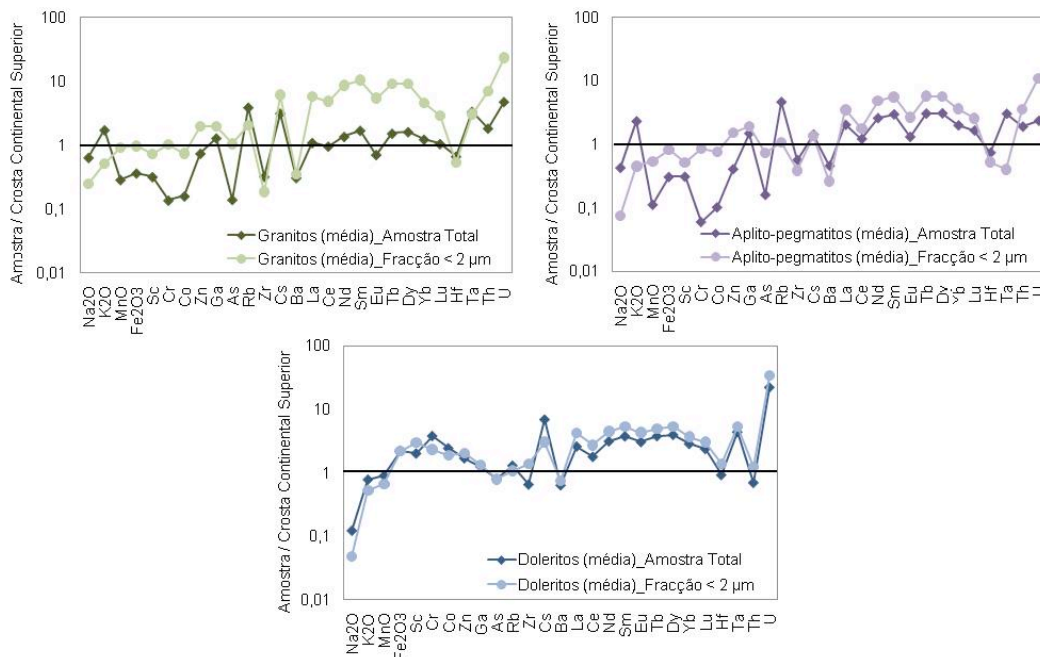 Amostra / Crosta Continental Superior
100
10
1
0,1
0,01
Granitos (média)_Amostra Total
Granitos (média)_Fracção < 2 µm
Na2O
K2O
MnO
Fe2O3
Sc
Cr
Co
Zn
Ga
As
Rb
Zr
Cs
Ba
La
Ce
Nd
Sm
Eu
Tb
Dy
Yb
Lu
Hf
Ta
Th
U
Amostra / Crosta Continental Superior
100
10
1
0,1
0,01
Aplito-pegmatitos (média)_Amostra Total
Aplito-pegmatitos (média)_Fracção < 2 µm
Na2O
K2O
MnO
Fe2O3
Sc
Cr
Co
Zn
Ga
As
Rb
Zr
Cs
Ba
La
Ce
Nd
Sm
Eu
Tb
Dy
Yb
Lu
Hf
Ta
Th
U
Amostra / Crosta Continental Superior
100
10
1
0,1
0,01
Doleritos (média)_Amostra Total
Doleritos (média)_Fracção < 2 µm
Na2O
K2O
MnO
Fe2O3
Sc
Cr
Co
Zn
Ga
As
Rb
Zr
Cs
Ba
La
Ce
Nd
Sm
Eu
Tb
Dy
Yb
Lu
Hf
Ta
Th
U